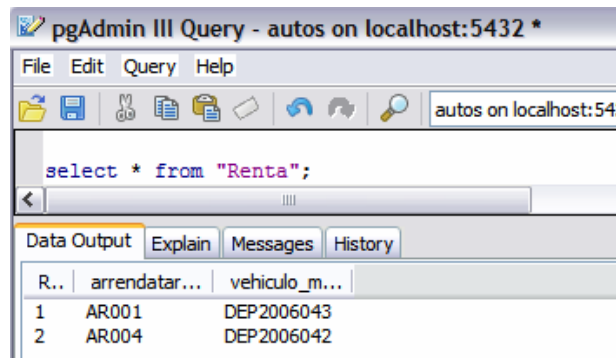 pgAdmin III Query - autos on localhost:5432 *
File Edit Query Help
autos on localhost:54
select * from "Renta";
Data Output Explain Messages History
R.. arrendatar... vehiculo_m...
1 AR001 DEP2006043
2 AR004 DEP2006042